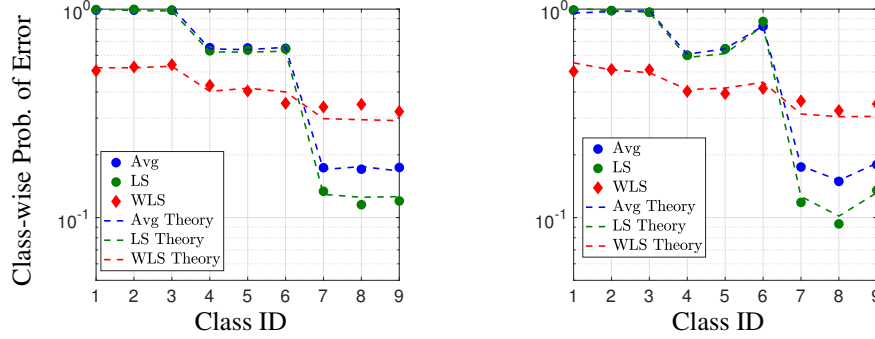 Class-wise Prob. of Error
10^0
10^-1
Avg
LS
WLS
Avg Theory
LS Theory
WLS Theory
1 2 3 4 5 6 7 8 9
Class ID
10^0
10^-1
Avg
LS
WLS
Avg Theory
LS Theory
WLS Theory
1 2 3 4 5 6 7 8 9
Class ID